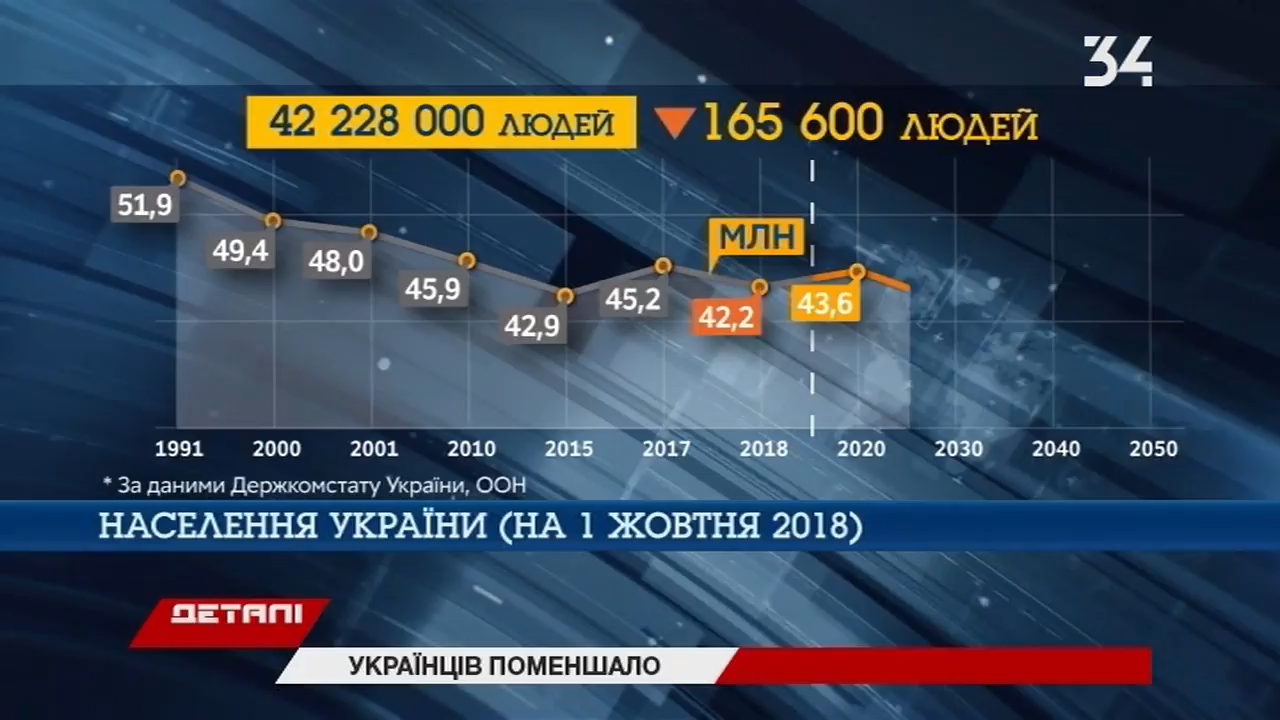 34
42 228 000 ЛЮДЕЙ ▼165 600 ЛЮДЕЙ
51,9
49,4
48,0
45,9
42,9
45,2
МЛН
42,2
43,6
1991 2000 2001 2010 2015 2017 2018 2020 2030 2040 2050
* За даними Держкомстату України, ООН
НАСЕЛЕННЯ УКРАЇНИ (НА 1 ЖОВТНЯ 2018)
ДЕТАЛІ
УКРАЇНЦІВ ПОМЕНШАЛО